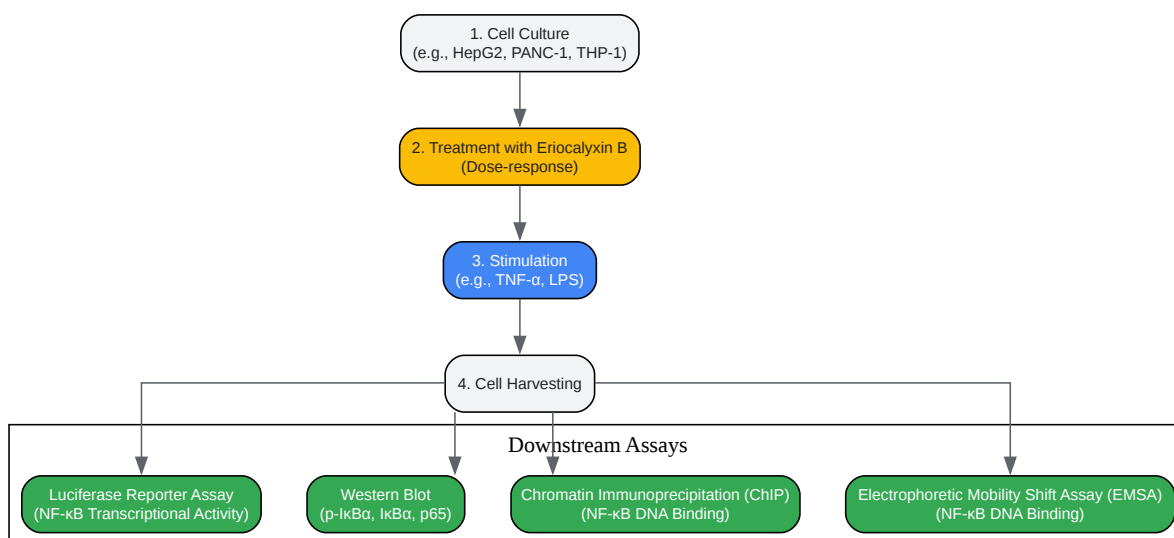 1. Cell Culture
(e.g., HepG2, PANC-1, THP-1)
2. Treatment with Eriocalyxin B
(Dose-response)
3. Stimulation
(e.g., TNF-α, LPS)
4. Cell Harvesting
Downstream Assays
Luciferase Reporter Assay
(NF-κB Transcriptional Activity)
Western Blot
(p-IκBα, IκBα, p65)
Chromatin Immunoprecipitation (ChIP)
(NF-κB DNA Binding)
Electrophoretic Mobility Shift Assay (EMSA)
(NF-κB DNA Binding)